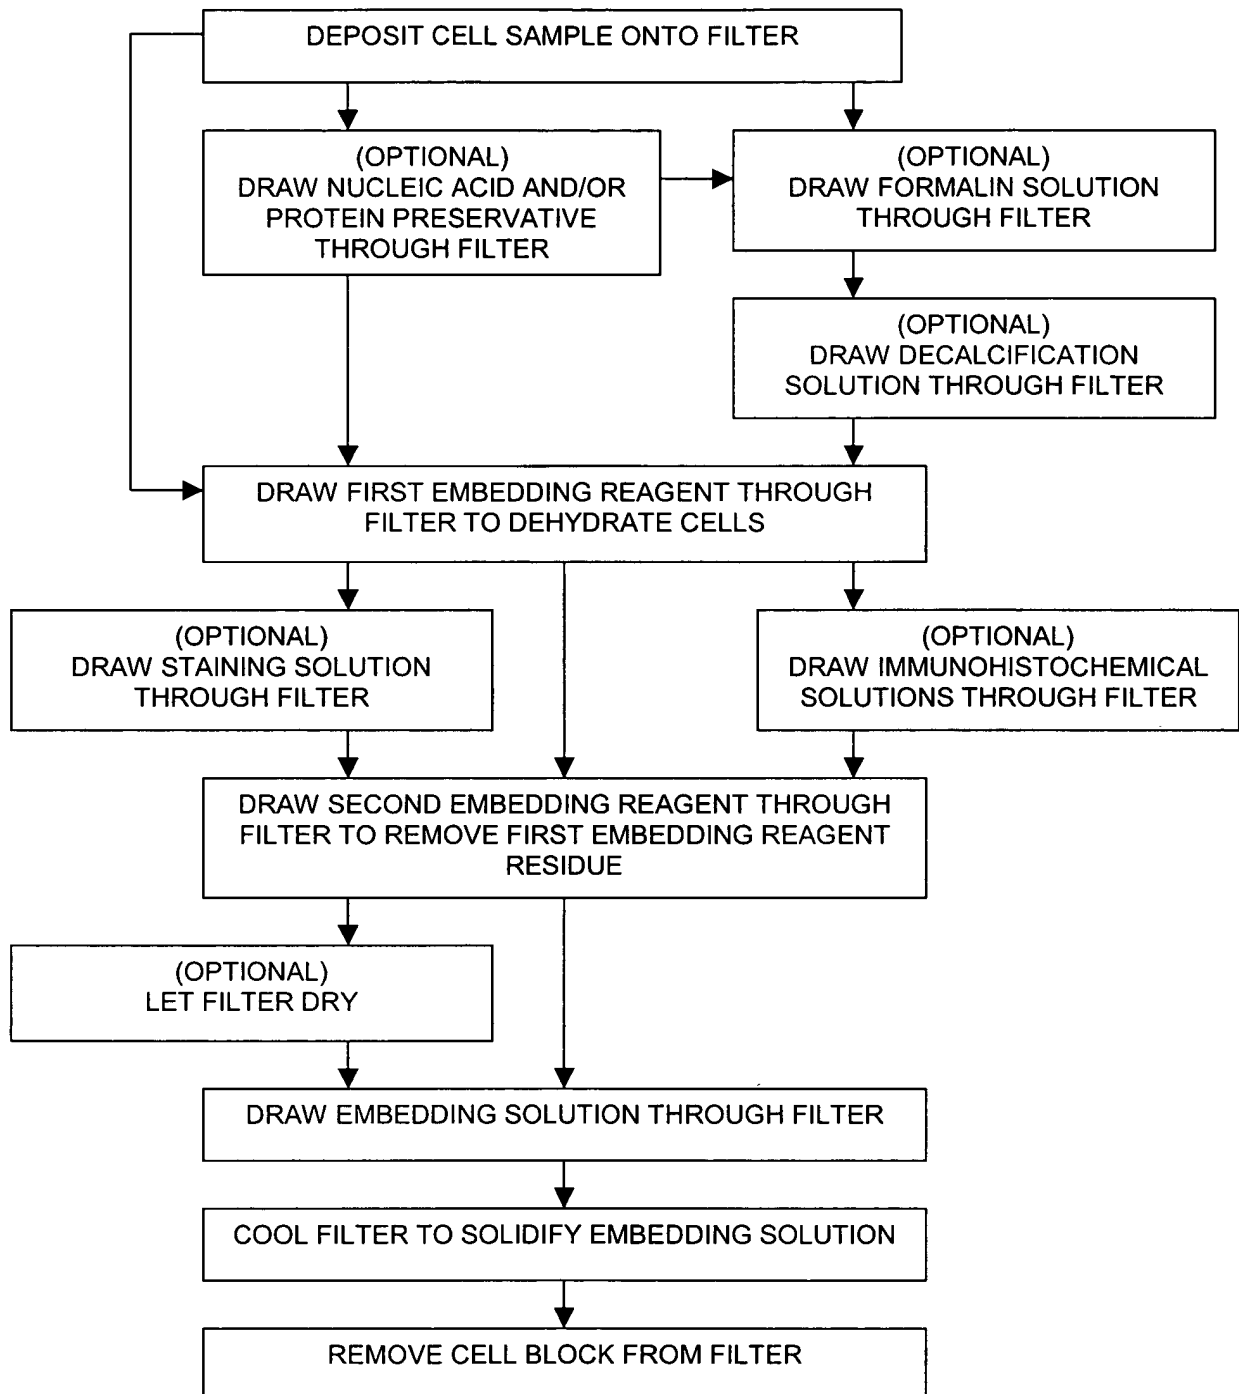 DEPOSIT CELL SAMPLE ONTO FILTER
(OPTIONAL)
DRAW NUCLEIC ACID AND/OR
PROTEIN PRESERVATIVE
THROUGH FILTER
(OPTIONAL)
DRAW FORMALIN SOLUTION
THROUGH FILTER
(OPTIONAL)
DRAW DECALCIFICATION
SOLUTION THROUGH FILTER
DRAW FIRST EMBEDDING REAGENT THROUGH
FILTER TO DEHYDRATE CELLS
(OPTIONAL)
DRAW STAINING SOLUTION
THROUGH FILTER
(OPTIONAL)
DRAW IMMUNOHISTOCHEMICAL
SOLUTIONS THROUGH FILTER
DRAW SECOND EMBEDDING REAGENT THROUGH
FILTER TO REMOVE FIRST EMBEDDING REAGENT
RESIDUE
(OPTIONAL)
LET FILTER DRY
DRAW EMBEDDING SOLUTION THROUGH FILTER
COOL FILTER TO SOLIDIFY EMBEDDING SOLUTION
REMOVE CELL BLOCK FROM FILTER